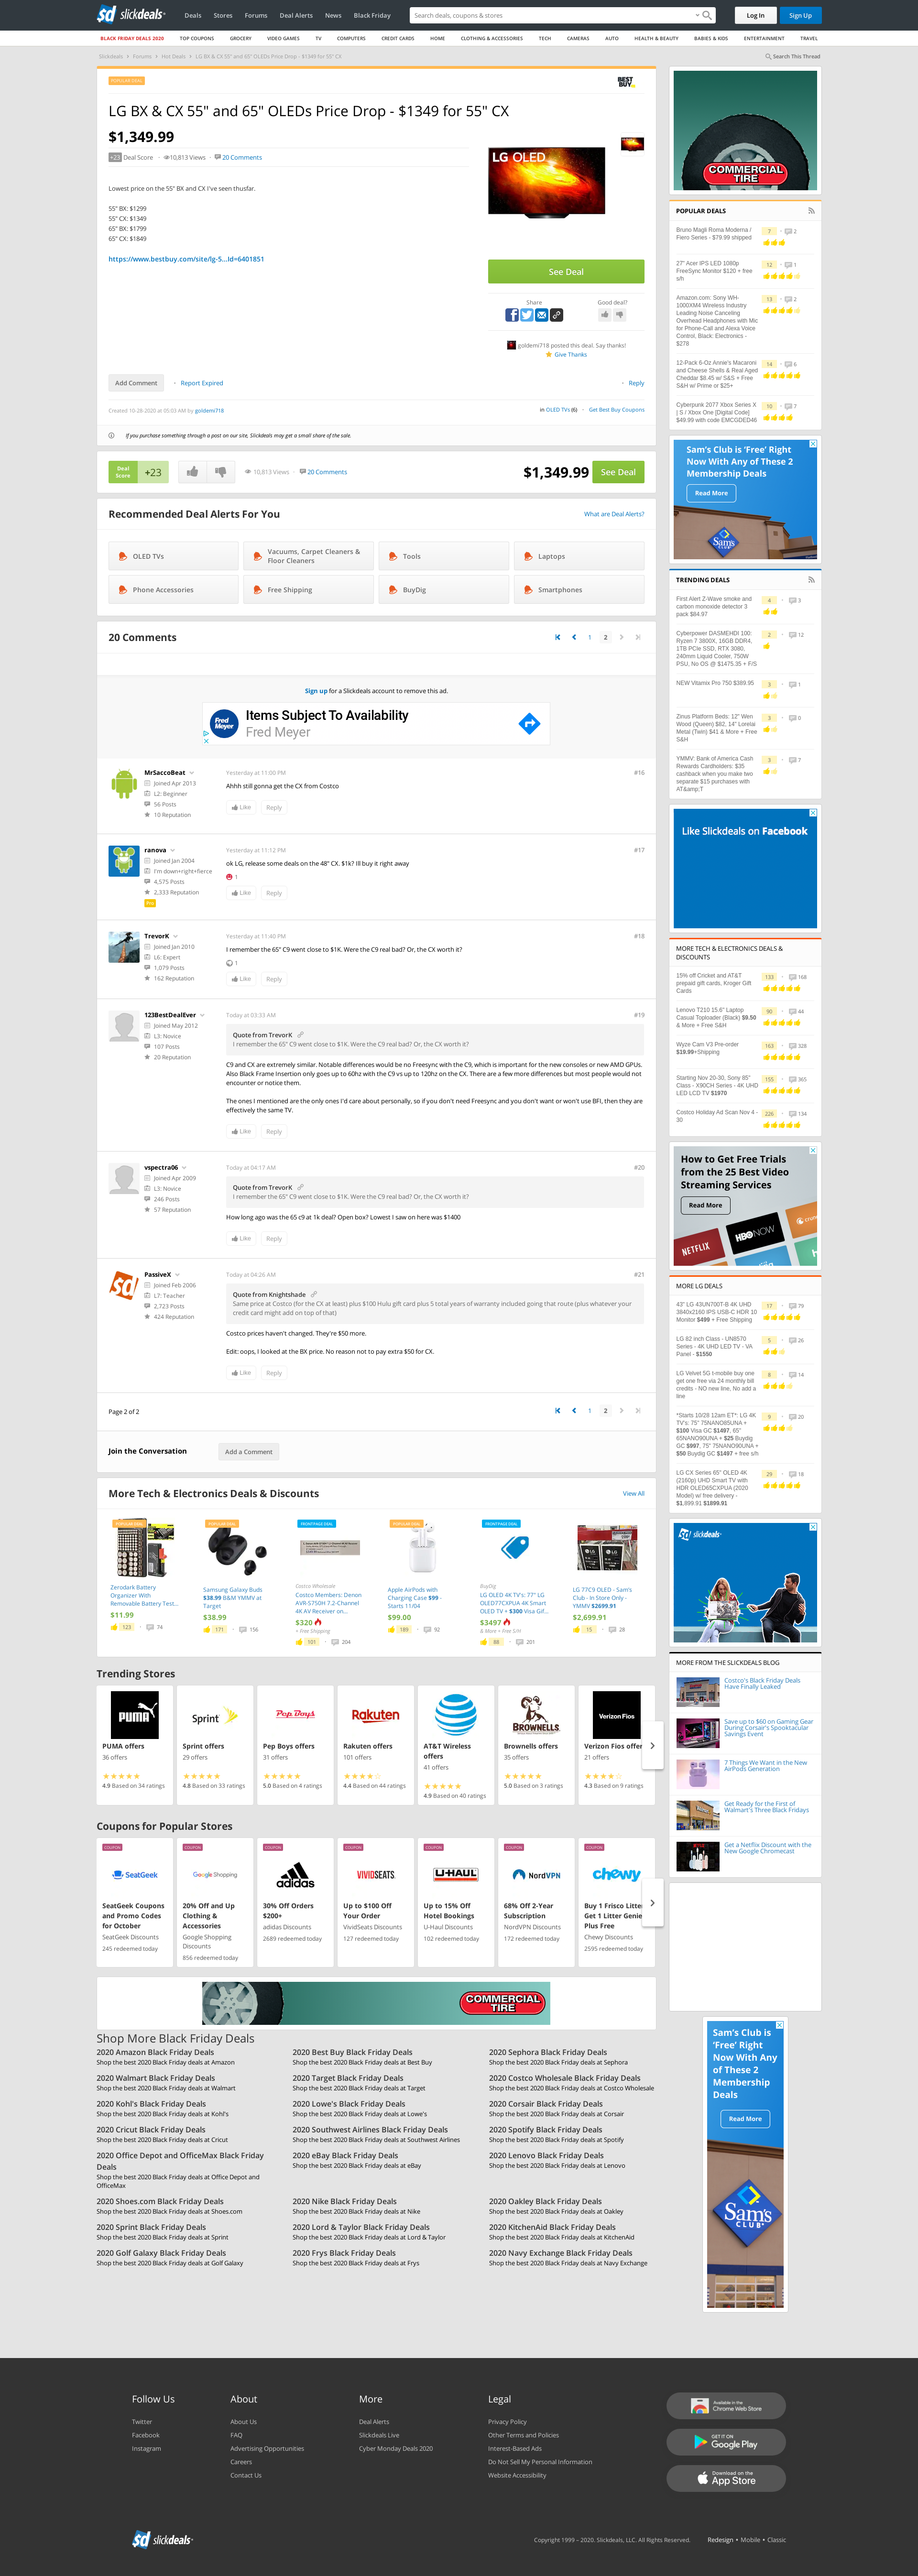 slickdeals
Deals
Stores
Forums
Deal Alerts
News
Black Friday
Search deals, coupons & stores
Log In
Sign Up
BLACK FRIDAY DEALS 2020
TOP COUPONS
GROCERY
VIDEO GAMES
TV
COMPUTERS
CREDIT CARDS
HOME
CLOTHING & ACCESSORIES
TECH
CAMERAS
AUTO
HEALTH & BEAUTY
BABIES & KIDS
ENTERTAINMENT
TRAVEL
Slickdeals > Forums > Hot Deals > LG BX & CX 55" and 65" OLEDs Price Drop - $1349 for 55" CX
Search This Thread
POPULAR DEAL
BEST BUY
LG BX & CX 55" and 65" OLEDs Price Drop - $1349 for 55" CX
$1,349.99
+23 Deal Score
10,813 Views
20 Comments
Lowest price on the 55" BX and CX I've seen thusfar.
55" BX: $1299
55" CX: $1349
65" BX: $1799
65" CX: $1849
https://www.bestbuy.com/site/lg-5...Id=6401851
LG OLED
See Deal
Share
Good deal?
goldemi718 posted this deal. Say thanks!
Give Thanks
Add Comment
Report Expired
Reply
Created 10-28-2020 at 05:03 AM by goldemi718
in OLED TVs (6)
Get Best Buy Coupons
If you purchase something through a post on our site, Slickdeals may get a small share of the sale.
Deal Score
+23
10,813 Views
20 Comments
$1,349.99
See Deal
Recommended Deal Alerts For You
What are Deal Alerts?
OLED TVs
Vacuums, Carpet Cleaners & Floor Cleaners
Tools
Laptops
Phone Accessories
Free Shipping
BuyDig
Smartphones
20 Comments
1
2
Sign up for a Slickdeals account to remove this ad.
Fred Meyer
Items Subject To Availability
Fred Meyer
MrSaccoBeat
Joined Apr 2013
L2: Beginner
56 Posts
10 Reputation
Yesterday at 11:00 PM
#16
Ahhh still gonna get the CX from Costco
Like
Reply
ranova
Joined Jan 2004
I'm down+right+fierce
4,575 Posts
2,333 Reputation
Pro
Yesterday at 11:12 PM
#17
ok LG, release some deals on the 48" CX. $1k? Ill buy it right away
1
Like
Reply
TrevorK
Joined Jan 2010
L6: Expert
1,079 Posts
162 Reputation
Yesterday at 11:40 PM
#18
I remember the 65" C9 went close to $1K. Were the C9 real bad? Or, the CX worth it?
1
Like
Reply
123BestDealEver
Joined May 2012
L3: Novice
107 Posts
20 Reputation
Today at 03:33 AM
#19
Quote from TrevorK
I remember the 65" C9 went close to $1K. Were the C9 real bad? Or, the CX worth it?
C9 and CX are extremely similar. Notable differences would be no Freesync with the C9, which is important for some new or new AMD GPUs.
Also Black Frame Insertion only goes up to 60hz with the C9 vs up to 120hz on the CX. There are a few more differences but most people would not
encounter or notice them.
The ones I mentioned are the only ones I'd care about personally, so if you don't need Freesync and you don't want or won't use BFI, then they are
effectively the same TV.
Like
Reply
vspectra06
Joined Apr 2009
L3: Novice
246 Posts
57 Reputation
Today at 04:17 AM
#20
Quote from TrevorK
I remember the 65" C9 went close to $1K. Were the C9 real bad? Or, the CX worth it?
How long ago was the 65 c9 at 1k deal? Open box? Lowest I saw on here was $1400
Like
Reply
PassiveX
Joined Feb 2006
L7: Teacher
2,723 Posts
424 Reputation
Today at 04:26 AM
#21
Quote from Knightshade
Same price at Costco (for the CX at least) plus $100 Hulu gift card plus 5 total years of warranty included going that route (plus whatever your
credit card might add on top of that)
Costco prices haven't changed. They're $50 more.
Edit: oops, I looked at the BX price. No reason not to pay extra $50 for CX.
Like
Reply
Page 2 of 2
1
2
Join the Conversation
Add a Comment
More Tech & Electronics Deals & Discounts
View All
POPULAR DEAL
Zerodark Battery Organizer With Removable Battery Test...
$11.99
123
74
POPULAR DEAL
Samsung Galaxy Buds $38.99 B&M YMMV at Target
$38.99
171
156
FRONTPAGE DEAL
Costco Wholesale
Costco Members: Denon AVR-S750H 7.2-Channel 4K AV Receiver on...
$320
+ Free Shipping
101
204
POPULAR DEAL
Apple AirPods with Charging Case $99 - Starts 11/04
$99.00
189
92
FRONTPAGE DEAL
BuyDig
LG OLED 4K TV's: 77" LG OLED77CXPUA 4K Smart OLED TV + $300 Visa Gif...
$3497
& More + Free S/H
88
201
LG 77C9 OLED - Sam's Club - In Store Only - YMMV $2699.91
$2,699.91
15
28
Trending Stores
PUMA
PUMA offers
36 offers
4.9 Based on 34 ratings
Sprint
Sprint offers
29 offers
4.8 Based on 33 ratings
Pep Boys
Pep Boys offers
31 offers
5.0 Based on 4 ratings
Rakuten
Rakuten offers
101 offers
4.4 Based on 44 ratings
AT&T Wireless offers
41 offers
4.9 Based on 40 ratings
BROWNELLS
Brownells offers
35 offers
5.0 Based on 3 ratings
Verizon Fios
Verizon Fios offer
21 offers
4.3 Based on 9 ratings
Coupons for Popular Stores
COUPON
SeatGeek
SeatGeek Coupons and Promo Codes for October
SeatGeek Discounts
245 redeemed today
COUPON
Google Shopping
20% Off and Up Clothing & Accessories
Google Shopping Discounts
856 redeemed today
COUPON
adidas
30% Off Orders $200+
adidas Discounts
2689 redeemed today
COUPON
VIVIDSEATS
Up to $100 Off Your Order
VividSeats Discounts
127 redeemed today
COUPON
U-HAUL
Up to 15% Off Hotel Bookings
U-Haul Discounts
102 redeemed today
COUPON
NordVPN
68% Off 2-Year Subscription
NordVPN Discounts
172 redeemed today
COUPON
chewy
Buy 1 Frisco Litter Get 1 Litter Genie Plus Free
Chewy Discounts
2595 redeemed today
COMMERCIAL TIRE
Shop More Black Friday Deals
2020 Amazon Black Friday Deals
Shop the best 2020 Black Friday deals at Amazon
2020 Best Buy Black Friday Deals
Shop the best 2020 Black Friday deals at Best Buy
2020 Sephora Black Friday Deals
Shop the best 2020 Black Friday deals at Sephora
2020 Walmart Black Friday Deals
Shop the best 2020 Black Friday deals at Walmart
2020 Target Black Friday Deals
Shop the best 2020 Black Friday deals at Target
2020 Costco Wholesale Black Friday Deals
Shop the best 2020 Black Friday deals at Costco Wholesale
2020 Kohl's Black Friday Deals
Shop the best 2020 Black Friday deals at Kohl's
2020 Lowe's Black Friday Deals
Shop the best 2020 Black Friday deals at Lowe's
2020 Corsair Black Friday Deals
Shop the best 2020 Black Friday deals at Corsair
2020 Cricut Black Friday Deals
Shop the best 2020 Black Friday deals at Cricut
2020 Southwest Airlines Black Friday Deals
Shop the best 2020 Black Friday deals at Southwest Airlines
2020 Spotify Black Friday Deals
Shop the best 2020 Black Friday deals at Spotify
2020 Office Depot and OfficeMax Black Friday Deals
Shop the best 2020 Black Friday deals at Office Depot and OfficeMax
2020 eBay Black Friday Deals
Shop the best 2020 Black Friday deals at eBay
2020 Lenovo Black Friday Deals
Shop the best 2020 Black Friday deals at Lenovo
2020 Shoes.com Black Friday Deals
Shop the best 2020 Black Friday deals at Shoes.com
2020 Nike Black Friday Deals
Shop the best 2020 Black Friday deals at Nike
2020 Oakley Black Friday Deals
Shop the best 2020 Black Friday deals at Oakley
2020 Sprint Black Friday Deals
Shop the best 2020 Black Friday deals at Sprint
2020 Lord & Taylor Black Friday Deals
Shop the best 2020 Black Friday deals at Lord & Taylor
2020 KitchenAid Black Friday Deals
Shop the best 2020 Black Friday deals at KitchenAid
2020 Golf Galaxy Black Friday Deals
Shop the best 2020 Black Friday deals at Golf Galaxy
2020 Frys Black Friday Deals
Shop the best 2020 Black Friday deals at Frys
2020 Navy Exchange Black Friday Deals
Shop the best 2020 Black Friday deals at Navy Exchange
COMMERCIAL TIRE
POPULAR DEALS
Bruno Magli Roma Moderna / Fiero Series - $79.99 shipped
7
2
27" Acer IPS LED 1080p FreeSync Monitor $120 + free s/h
12
1
Amazon.com: Sony WH-1000XM4 Wireless Industry Leading Noise Canceling Overhead Headphones with Mic for Phone-Call and Alexa Voice Control, Black: Electronics - $278
13
2
12-Pack 6-Oz Annie's Macaroni and Cheese Shells & Real Aged Cheddar $8.45 w/ S&S + Free S&H w/ Prime or $25+
14
6
Cyberpunk 2077 Xbox Series X | S / Xbox One [Digital Code] $49.99 with code EMCGDED46
10
7
Sam's Club is 'Free' Right Now With Any of These 2 Membership Deals
Read More
Sam's CLUB
TRENDING DEALS
First Alert Z-Wave smoke and carbon monoxide detector 3 pack $84.97
4
3
Cyberpower DASMEHDI 100: Ryzen 7 3800X, 16GB DDR4, 1TB PCIe SSD, RTX 3080, 240mm Liquid Cooler, 750W PSU, No OS @ $1475.35 + F/S
2
12
NEW Vitamix Pro 750 $389.95
3
1
Zinus Platform Beds: 12" Wen Wood (Queen) $82, 14" Lorelai Metal (Twin) $41 & More + Free S&H
3
0
YMMV: Bank of America Cash Rewards Cardholders: $35 cashback when you make two separate $15 purchases with AT&amp;T
3
7
Like Slickdeals on Facebook
MORE TECH & ELECTRONICS DEALS & DISCOUNTS
15% off Cricket and AT&T prepaid gift cards, Kroger Gift Cards
133
168
Lenovo T210 15.6" Laptop Casual Toploader (Black) $9.50 & More + Free S&H
90
44
Wyze Cam V3 Pre-order $19.99+Shipping
163
328
Starting Nov 20-30, Sony 85" Class - X90CH Series - 4K UHD LED LCD TV $1970
155
365
Costco Holiday Ad Scan Nov 4 - 30
226
134
How to Get Free Trials from the 25 Best Video Streaming Services
Read More
NETFLIX
HBO NOW
crunchyroll
MORE LG DEALS
43" LG 43UN700T-B 4K UHD 3840x2160 IPS USB-C HDR 10 Monitor $499 + Free Shipping
17
79
LG 82 inch Class - UN8570 Series - 4K UHD LED TV - VA Panel - $1550
5
26
LG Velvet 5G t-mobile buy one get one free via 24 monthly bill credits - NO new line, No add a line
8
14
*Starts 10/28 12am ET*: LG 4K TV's: 75" 75NANO85UNA + $100 Visa GC $1497, 65" 65NANO90UNA + $25 Buydig GC $997, 75" 75NANO90UNA + $50 Buydig GC $1497 + free s/h
9
20
LG CX Series 65" OLED 4K (2160p) UHD Smart TV with HDR OLED65CXPUA (2020 Model) w/ free delivery - $1,899.91 $1899.91
29
18
slickdeals
MORE FROM THE SLICKDEALS BLOG
Costco's Black Friday Deals Have Finally Leaked
Save up to $60 on Gaming Gear During Corsair's Spooktacular Savings Event
7 Things We Want in the New AirPods Generation
Get Ready for the First of Walmart's Three Black Fridays
Get a Netflix Discount with the New Google Chromecast
Sam's Club is 'Free' Right Now With Any of These 2 Membership Deals
Read More
Sam's CLUB
Follow Us
Twitter
Facebook
Instagram
About
About Us
FAQ
Advertising Opportunities
Careers
Contact Us
More
Deal Alerts
Slickdeals Live
Cyber Monday Deals 2020
Legal
Privacy Policy
Other Terms and Policies
Interest-Based Ads
Do Not Sell My Personal Information
Website Accessibility
Available in the Chrome Web Store
GET IT ON Google Play
Download on the App Store
slickdeals
Copyright 1999 – 2020. Slickdeals, LLC. All Rights Reserved.
Redesign • Mobile • Classic